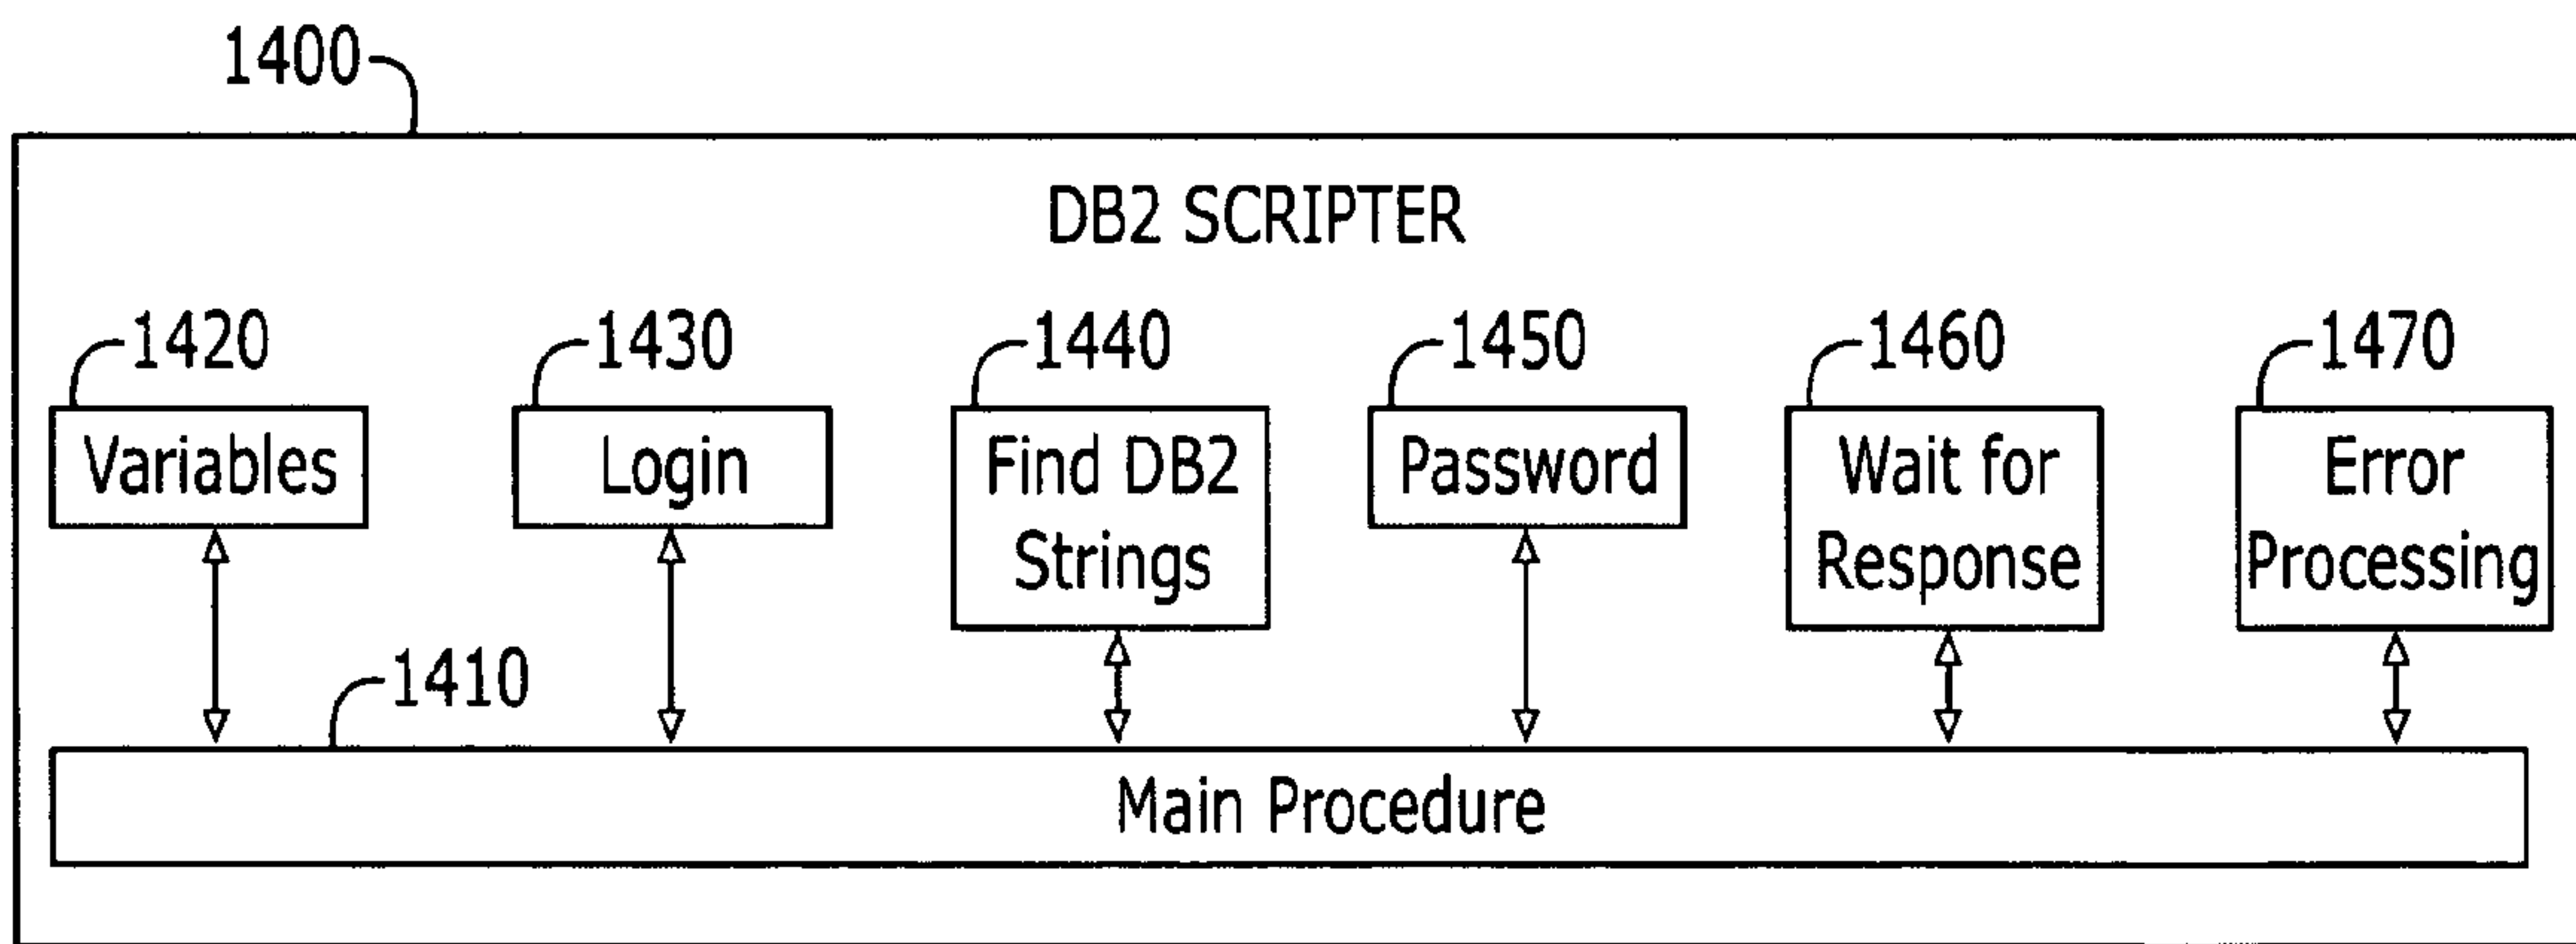 1400
DB2 SCRIPTER
1420 1430 1440 1450 1460 1470
Variables Login Find DB2 Password Wait for Error
Strings Response Processing
1410
Main Procedure